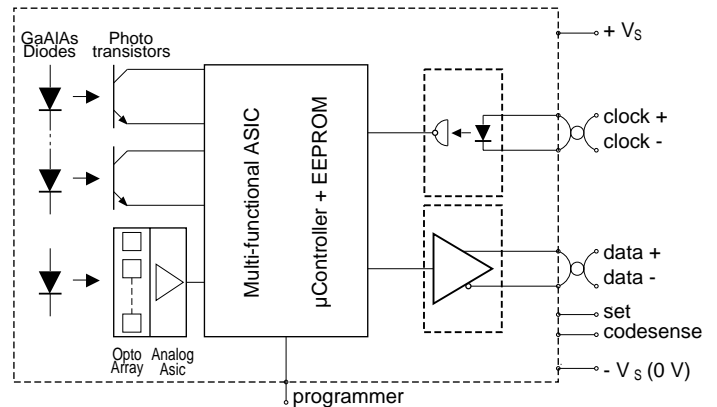 GaAlAs
Diodes
Photo
transistors
+ VS
clock +
clock -
Multi-functional ASIC
µController + EEPROM
data +
data -
set
codesense
Opto
Array
Analog
Asic
- VS (0 V)
programmer